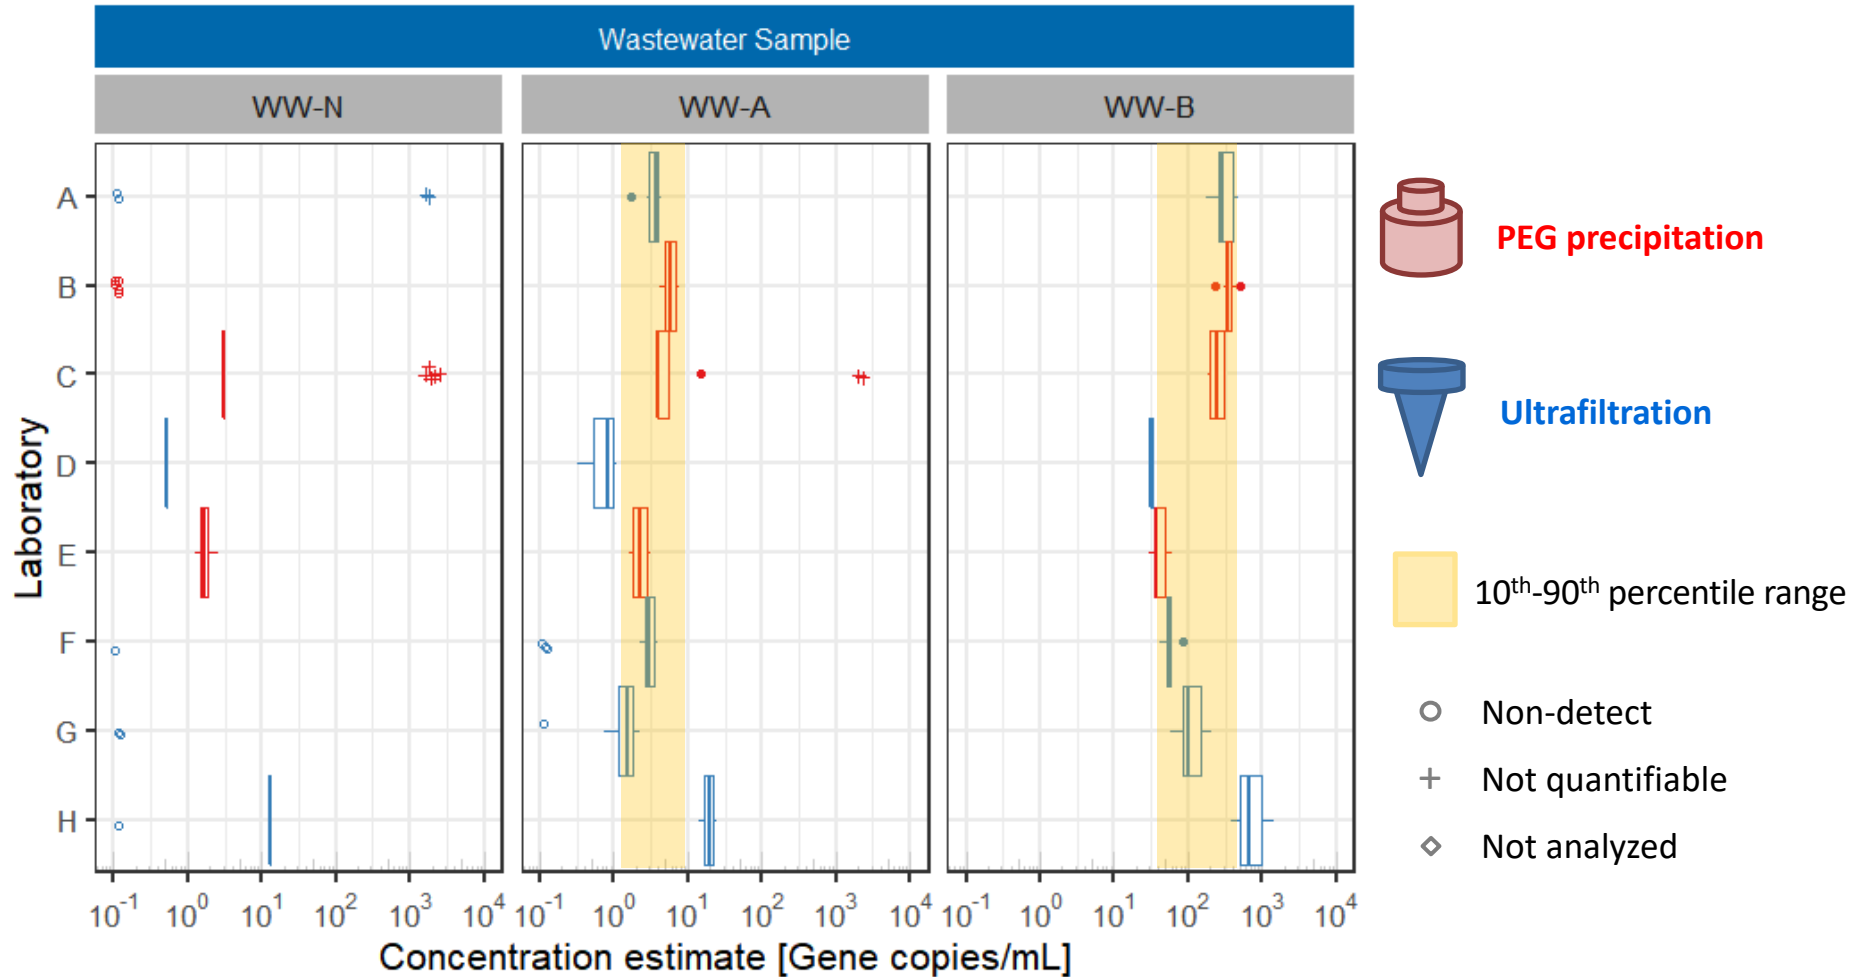 Wastewater Sample
WW-N WW-A WW-B
Laboratory
A
B
C
D
E
F
G
H
10⁻¹ 10⁰ 10¹ 10² 10³ 10⁴ 10⁻¹ 10⁰ 10¹ 10² 10³ 10⁴ 10⁻¹ 10⁰ 10¹ 10² 10³ 10⁴
Concentration estimate [Gene copies/mL]
PEG precipitation
Ultrafiltration
10ᵗʰ-90ᵗʰ percentile range
Non-detect
Not quantifiable
Not analyzed